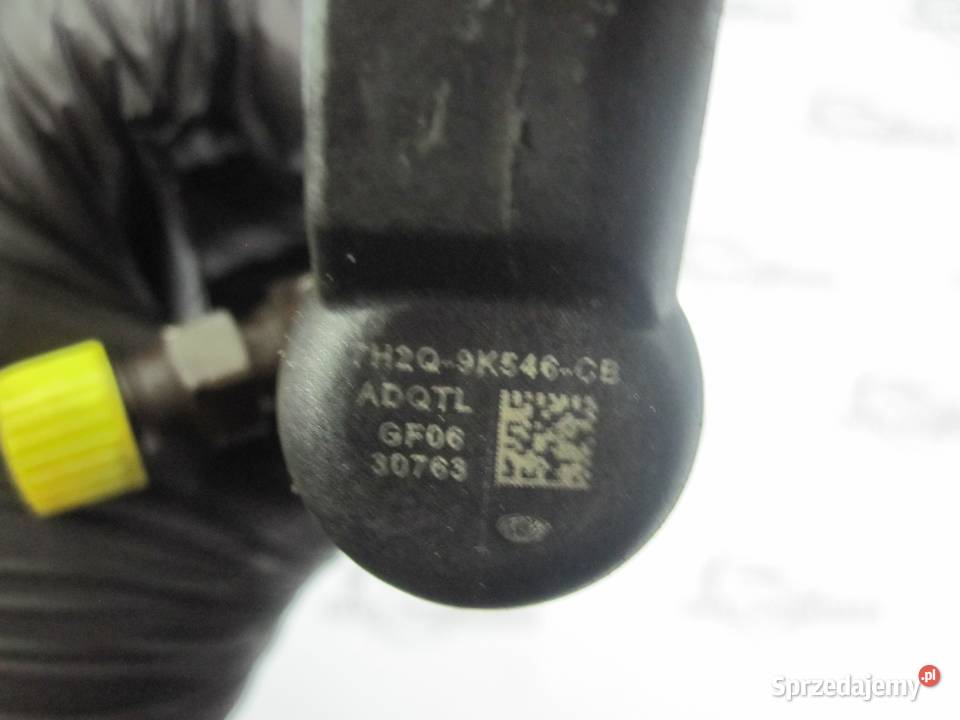 7H2Q-9K546-CB
ADQTL
GF06
30763
Sprzedajemy.pl